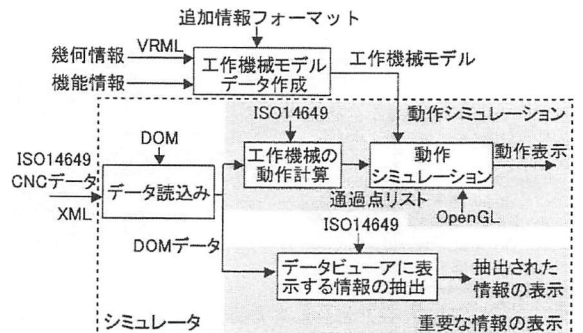 追加情報フォーマット
幾何情報
VRML
機能情報
工作機械モデル
データ作成
工作機械モデル
ISO14649
動作シミュレーション
DOM
ISO14649
CNCデータ
XML
データ読込み
工作機械の
動作計算
動作
シミュレーション
動作表示
通過点リスト
OpenGL
ISO14649
DOMデータ
データビューアに表
示する情報の抽出
抽出された
情報の表示
シミュレータ
重要な情報の表示